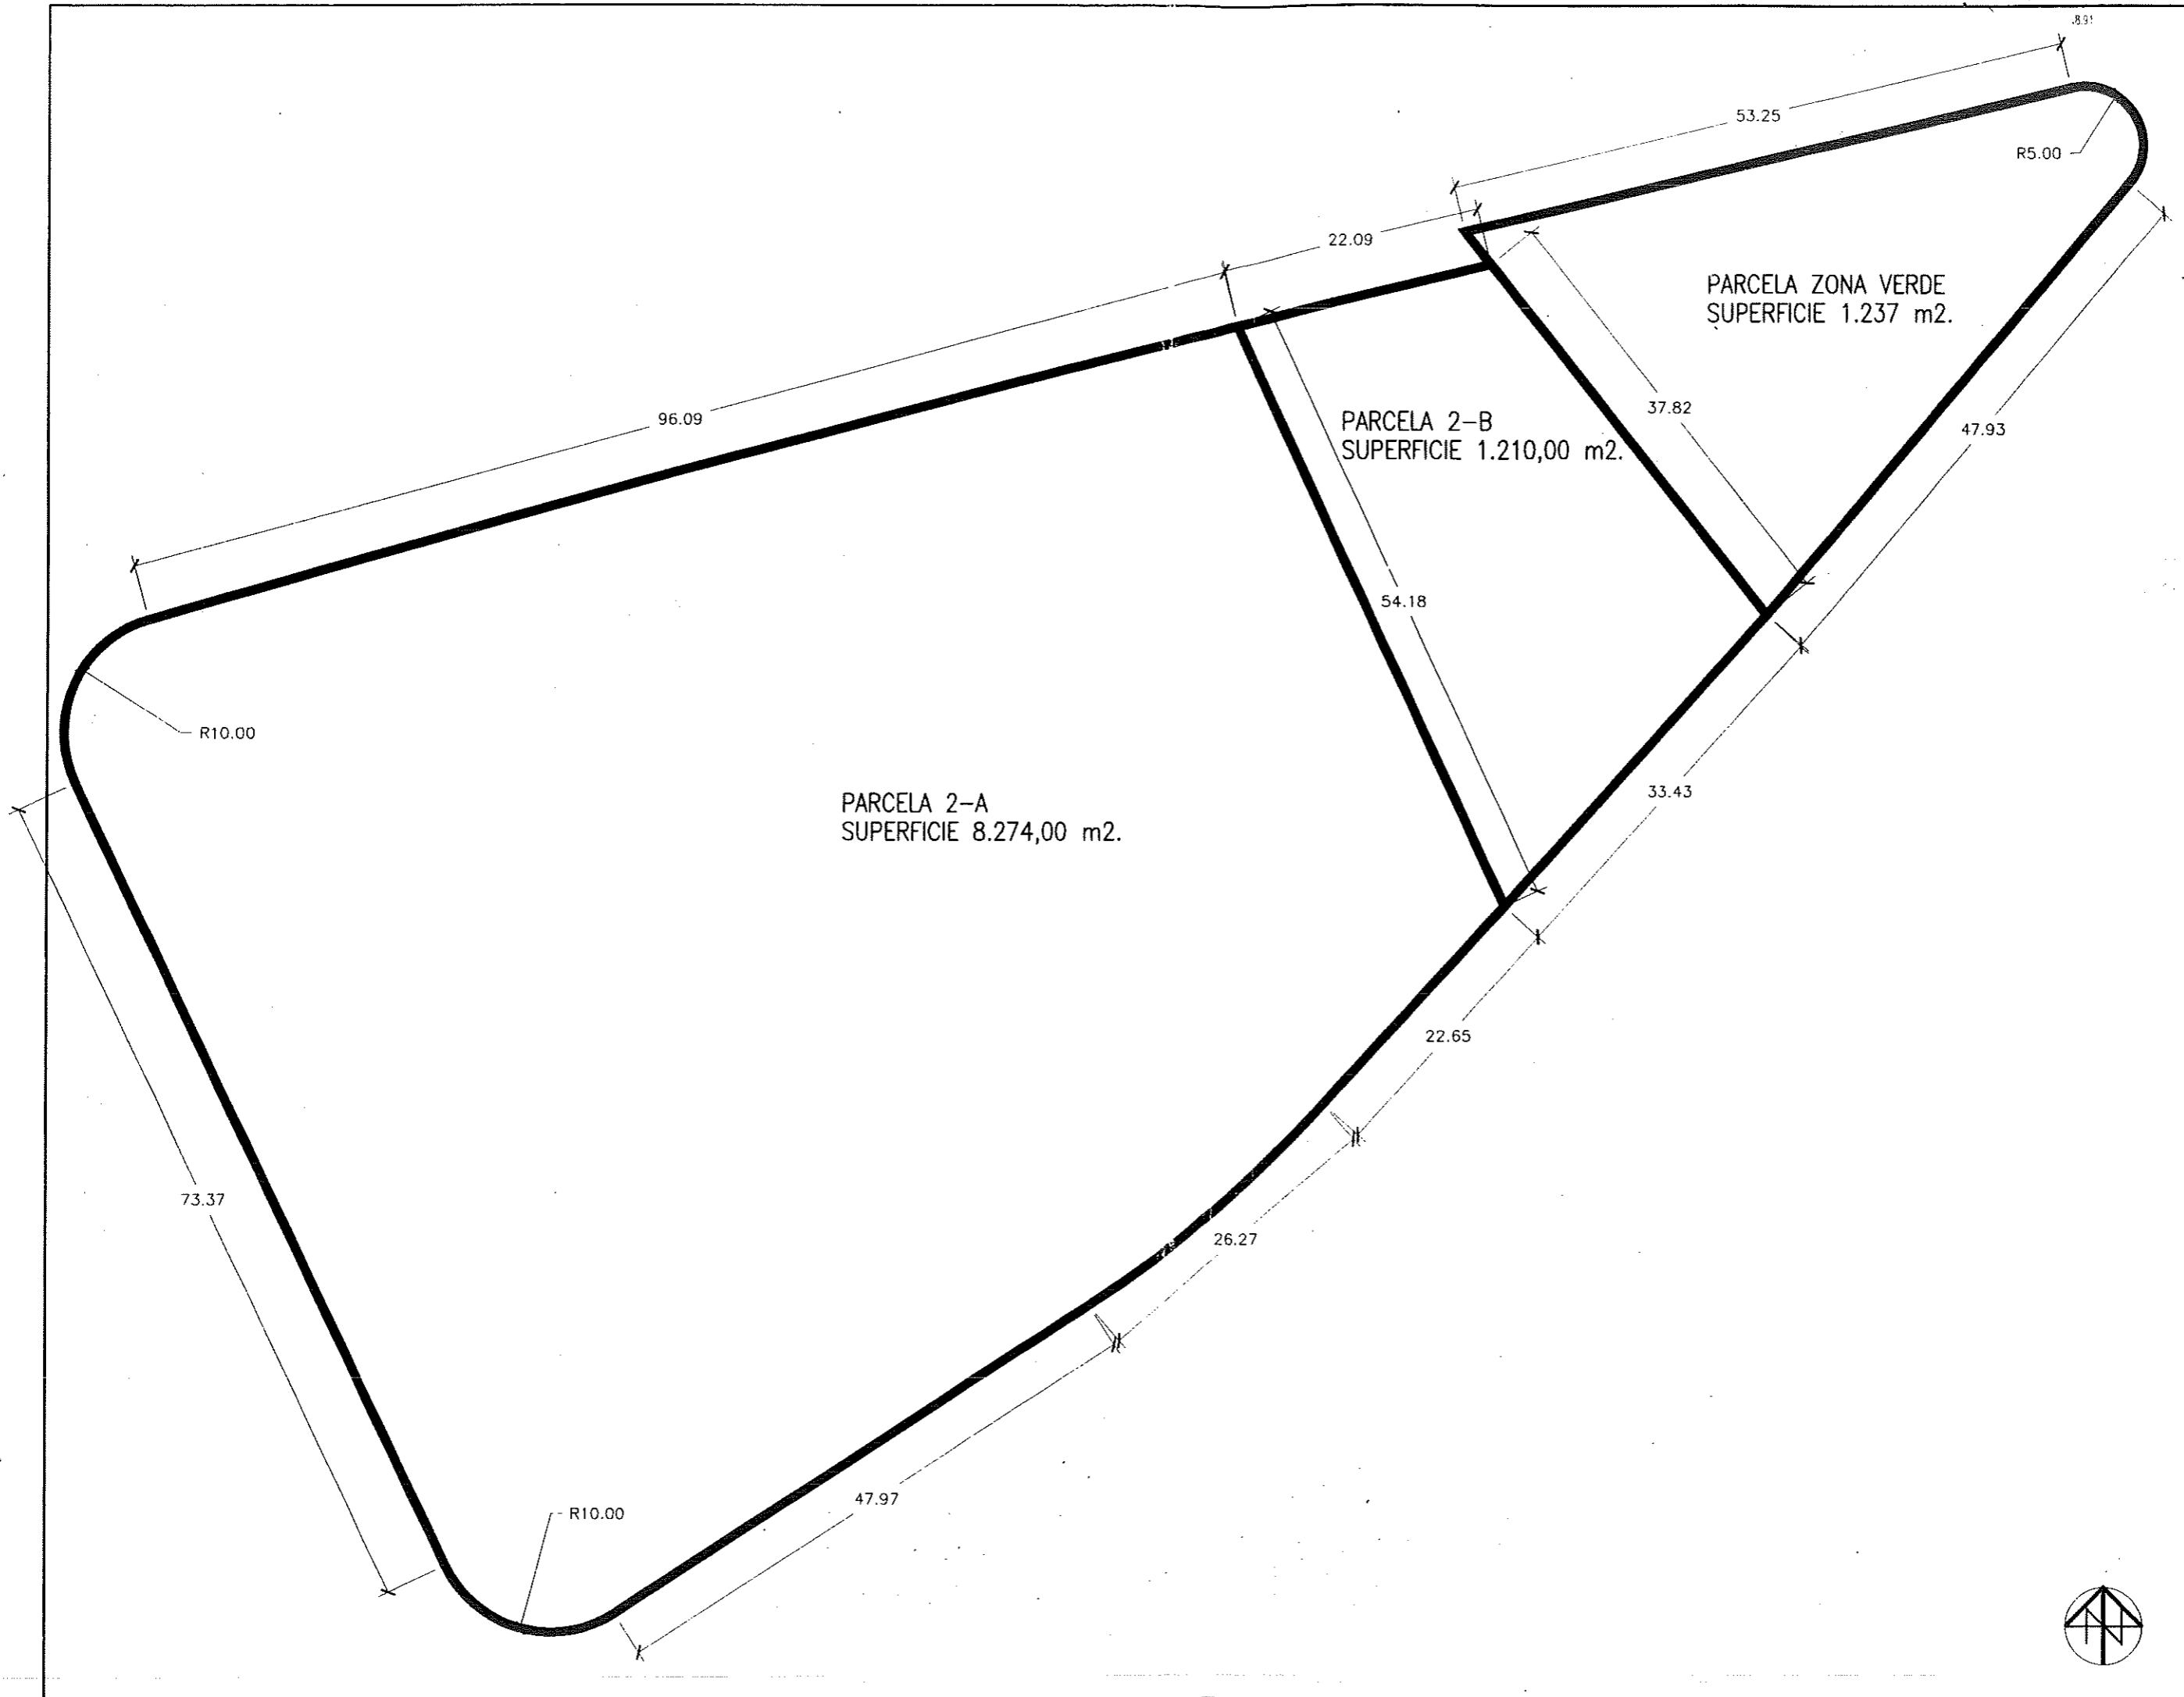 53.25
R5.00
22.09
PARCELA ZONA VERDE
SUPERFICIE 1.237 m2.
96.09
37.82
PARCELA 2-B
SUPERFICIE 1.210,00 m2.
47.93
54.18
R10.00
33.43
PARCELA 2-A
SUPERFICIE 8.274,00 m2.
22.65
73.37
26.27
47.97
R10.00
N